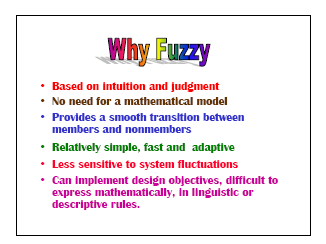 Why Fuzzy
• Based on intuition and judgment
• No need for a mathematical model
• Provides a smooth transition between
members and nonmembers
• Relatively simple, fast and adaptive
• Less sensitive to system fluctuations
• Can implement design objectives, difficult to
express mathematically, in linguistic or
descriptive rules.